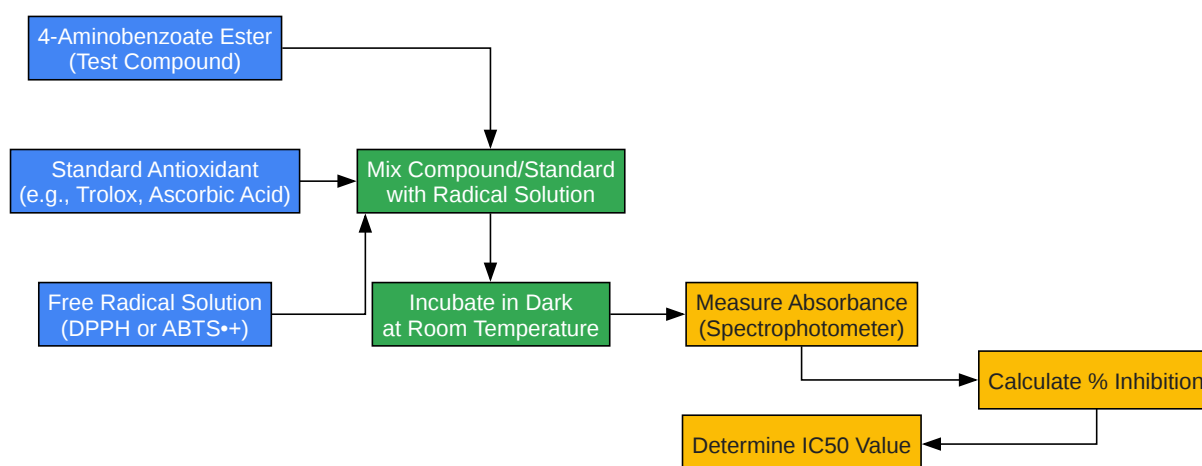 4-Aminobenzoate Ester
(Test Compound)
Standard Antioxidant
(e.g., Trolox, Ascorbic Acid)
Mix Compound/Standard
with Radical Solution
Free Radical Solution
(DPPH or ABTS•+)
Incubate in Dark
at Room Temperature
Measure Absorbance
(Spectrophotometer)
Calculate % Inhibition
Determine IC50 Value